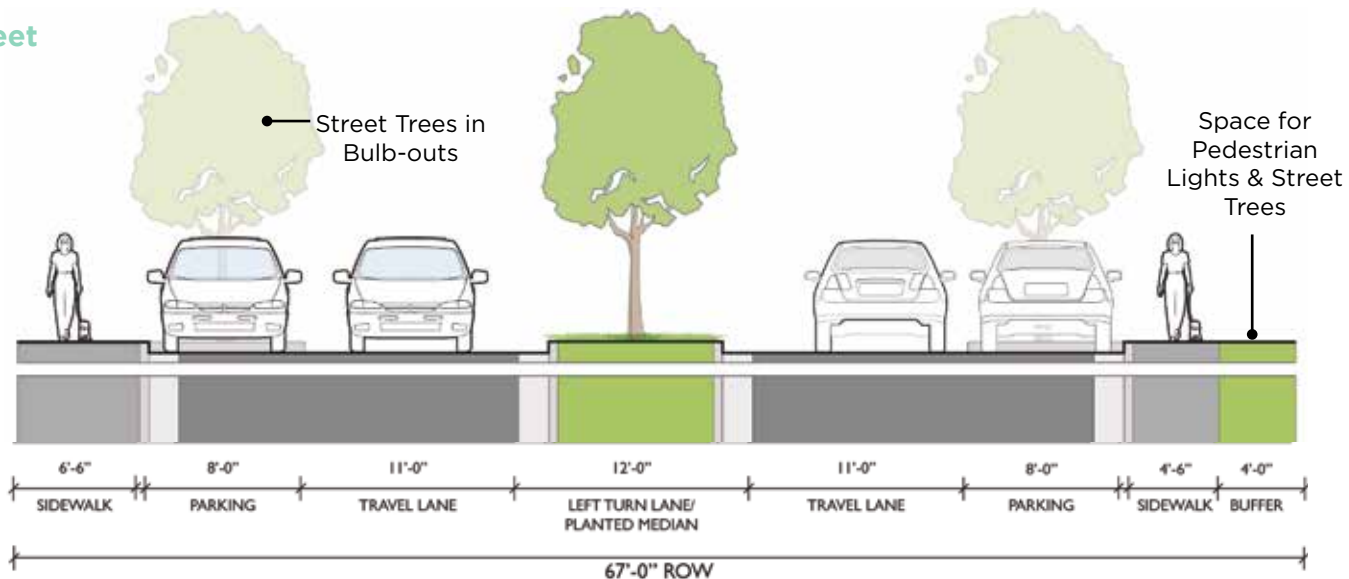 eet
Street Trees in
Bulb-outs
Space for
Pedestrian
Lights & Street
Trees
6'-6" 8'-0" 11'-0" 12'-0" 11'-0" 8'-0" 4'-6" 4'-0"
SIDEWALK PARKING TRAVEL LANE LEFT TURN LANE/ TRAVEL LANE PARKING SIDEWALK BUFFER
PLANTED MEDIAN
67'-0" ROW